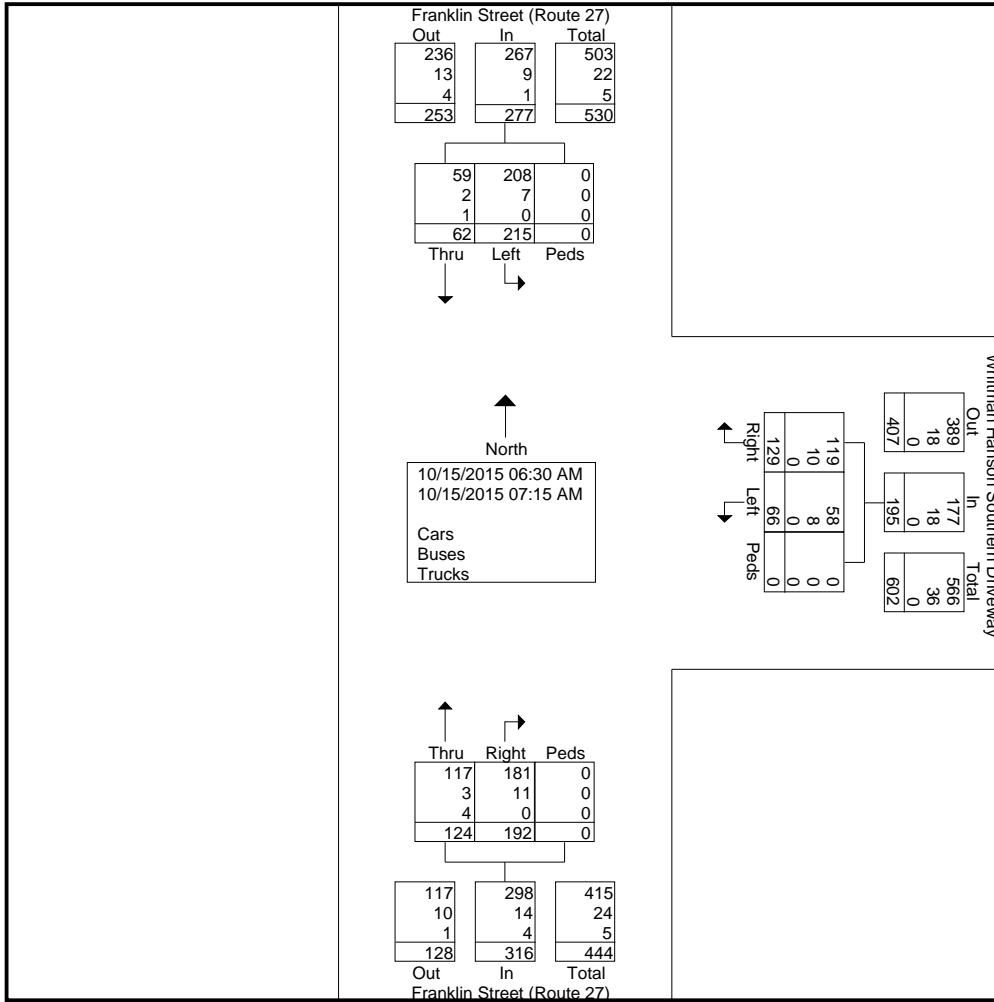 Franklin Street (Route 27)
Out In Total
236 267 503
13 9 22
4 1 5
253 277 530
59 208 0
2 7 0
1 0 0
62 215 0
Thru Left Peds
North
10/15/2015 06:30 AM
10/15/2015 07:15 AM
Cars
Buses
Trucks
Whitman Hanson Southern Driveway
Out In Total
389 177 566
18 18 36
0 0 0
407 195 602
119 58 0
10 8 0
0 0 0
129 66 0
Right Left Peds
Thru Right Peds
117 181 0
3 11 0
4 0 0
124 192 0
117 298 415
10 14 24
1 4 5
128 316 444
Out In Total
Franklin Street (Route 27)